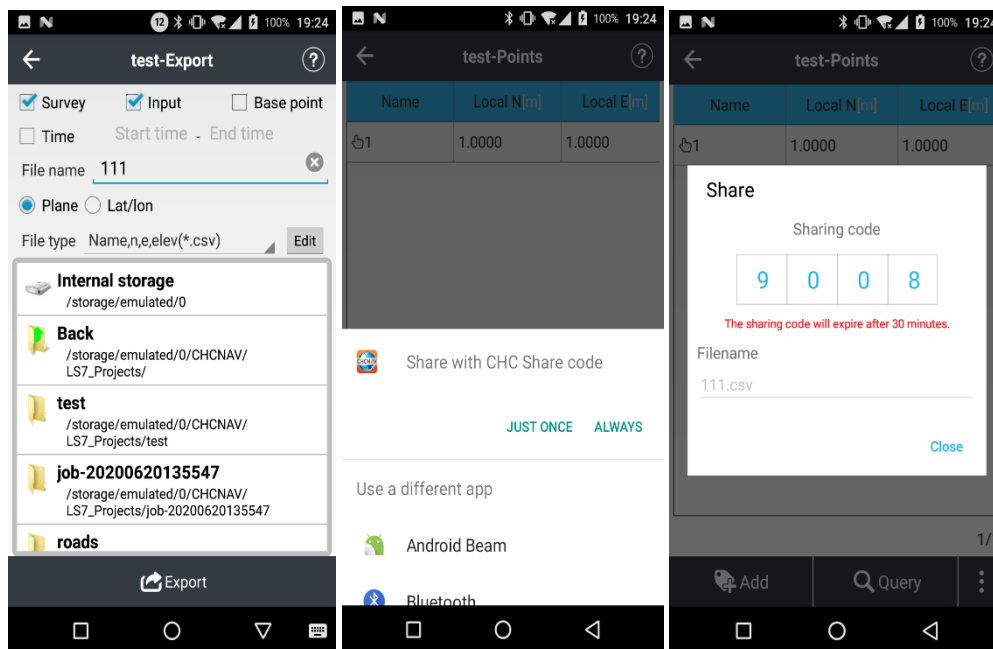 12 100% 19:24
test-Export ?
Survey Input Base point
Time Start time - End time
File name 111
Plane Lat/lon
File type Name,n,e,elev(*.csv) Edit
Internal storage
/storage/emulated/0
Back
/storage/emulated/0/CHCNAV/
LS7_Projects/
test
/storage/emulated/0/CHCNAV/
LS7_Projects/test
job-20200620135547
/storage/emulated/0/CHCNAV/
LS7_Projects/job-20200620135547
roads
Export
100% 19:24
test-Points ?
Name Local N[m] Local E[m]
1 1.0000 1.0000
CHCNAV
Share with CHC Share code
JUST ONCE ALWAYS
Use a different app
Android Beam
Bluetooth
100% 19:24
test-Points ?
Name Local N[m] Local E[m]
1 1.0000 1.0000
Share
Sharing code
9 0 0 8
The sharing code will expire after 30 minutes.
Filename
111.csv
Close
1/
Add Query